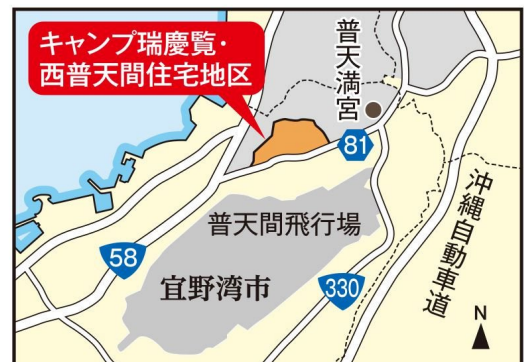 キャンプ瑞慶覧・
西普天間住宅地区
普天満宮
81
普天間飛行場
沖縄自動車道
58
宜野湾市
330
N